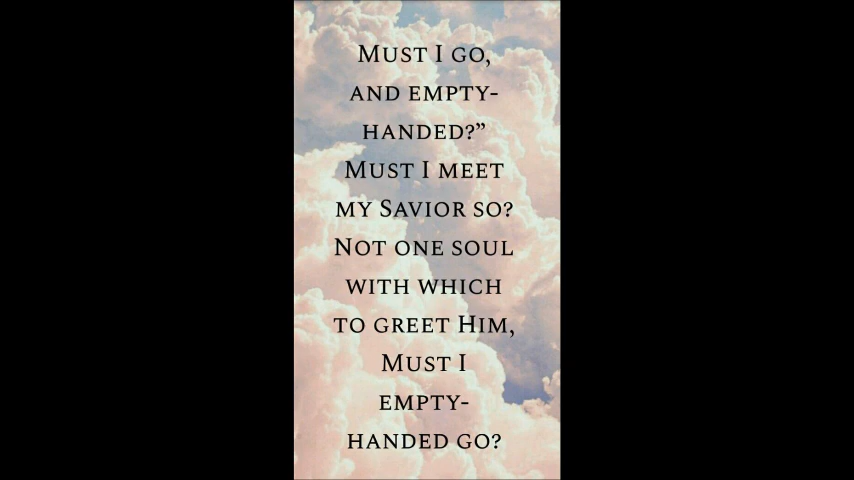 Must I go,
and empty-
handed?”
Must I meet
my Savior so?
Not one soul
with which
to greet Him,
Must I
empty-
handed go?